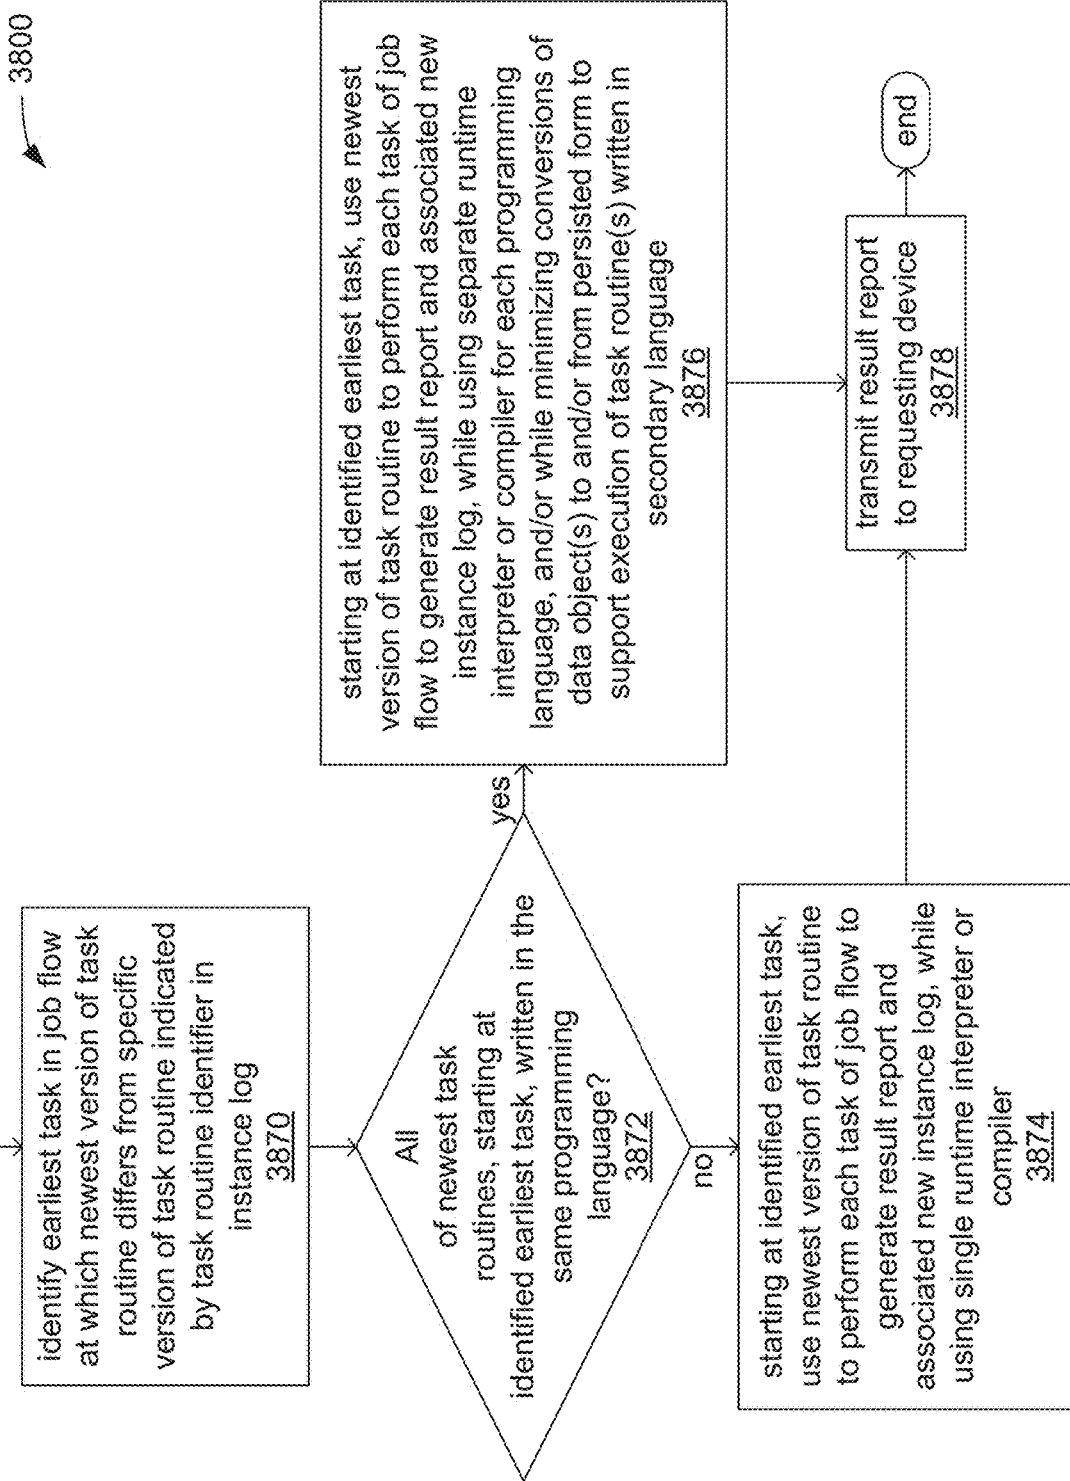 3800
identify earliest task in job flow
at which newest version of task
routine differs from specific
version of task routine indicated
by task routine identifier in
instance log
3870
All
of newest task
routines, starting at
identified earliest task, written in the
same programming
language?
3872
yes
no
starting at identified earliest task, use newest
version of task routine to perform each task of job
flow to generate result report and associated new
instance log, while using separate runtime
interpreter or compiler for each programming
language, and/or while minimizing conversions of
data object(s) to and/or from persisted form to
support execution of task routine(s) written in
secondary language
3876
starting at identified earliest task,
use newest version of task routine
to perform each task of job flow to
generate result report and
associated new instance log, while
using single runtime interpreter or
compiler
3874
transmit result report
to requesting device
3878
end